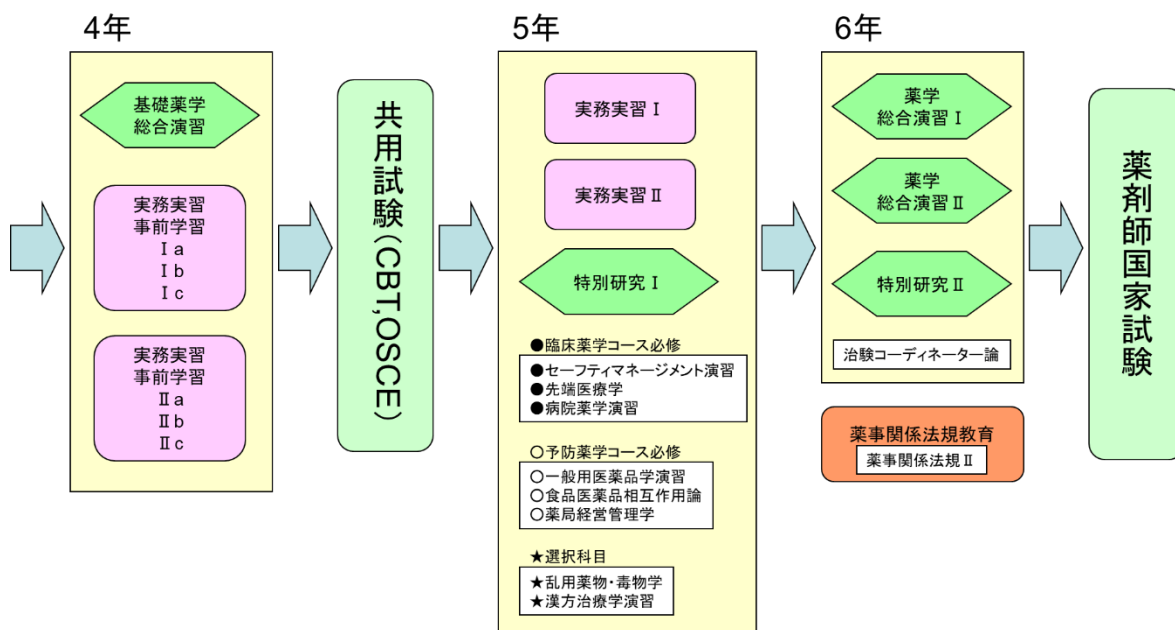 4年
基礎薬学
総合演習
実務実習
事前学習
Ⅰa
Ⅰb
Ⅰc
実務実習
事前学習
Ⅱa
Ⅱb
Ⅱc
共用試験(CBT,OSCE)
5年
実務実習Ⅰ
実務実習Ⅱ
特別研究Ⅰ
●臨床薬学コース必修
●セーフティマネージメント演習
●先端医療学
●病院薬学演習
○予防薬学コース必修
○一般用医薬品学演習
○食品医薬品相互作用論
○薬局経営管理学
★選択科目
★乱用薬物・毒物学
★漢方治療学演習
6年
薬学
総合演習Ⅰ
薬学
総合演習Ⅱ
特別研究Ⅱ
治験コーディネーター論
薬事関係法規教育
薬事関係法規Ⅱ
薬剤師国家試験